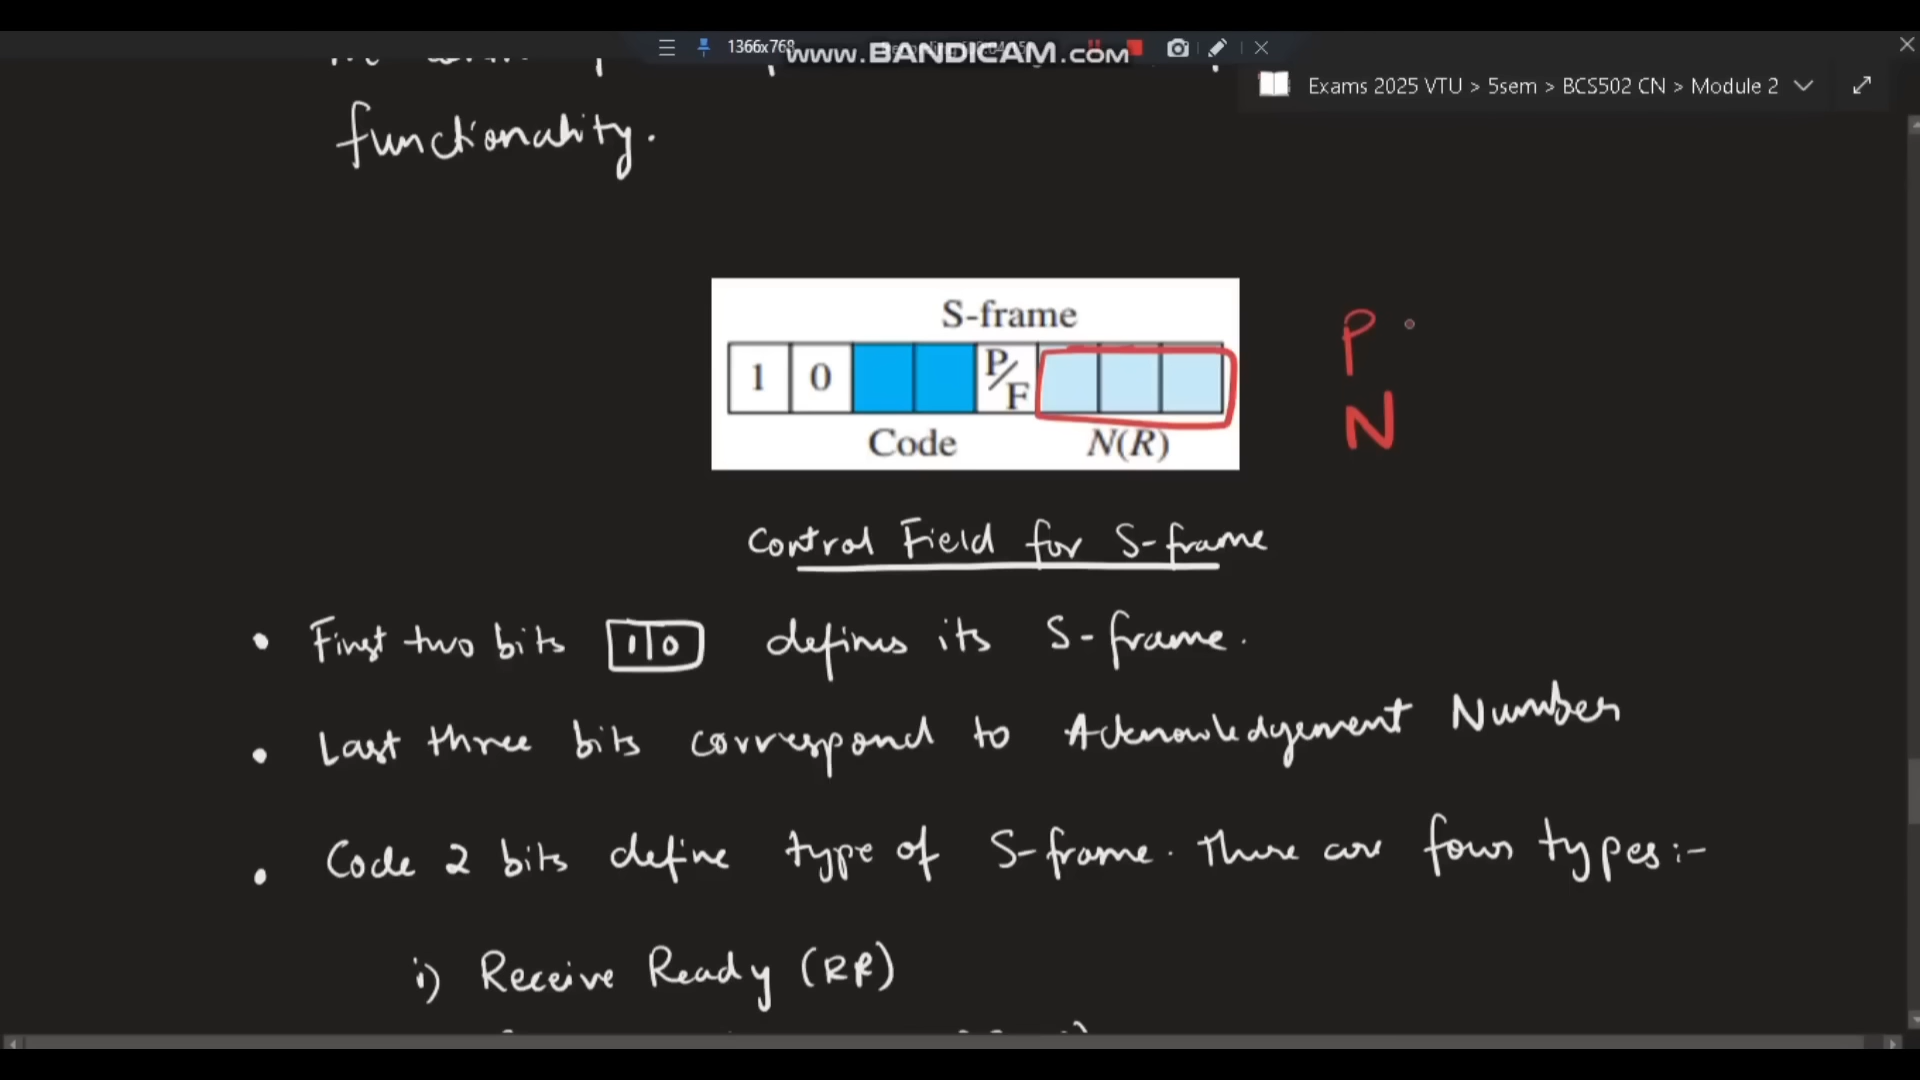 1366x768
www.BANDICAM.com
Exams 2025 VTU > 5sem > BCS502 CN > Module 2
functionality.
S-frame
1 0 P/F
Code N(R)
P
N
Control Field for S-frame
• First two bits 1|0 defines its S-frame.
• Last three bits correspond to Acknowledgement Number
• Code 2 bits define type of S-frame. There are four types:-
i) Receive Ready (RR)